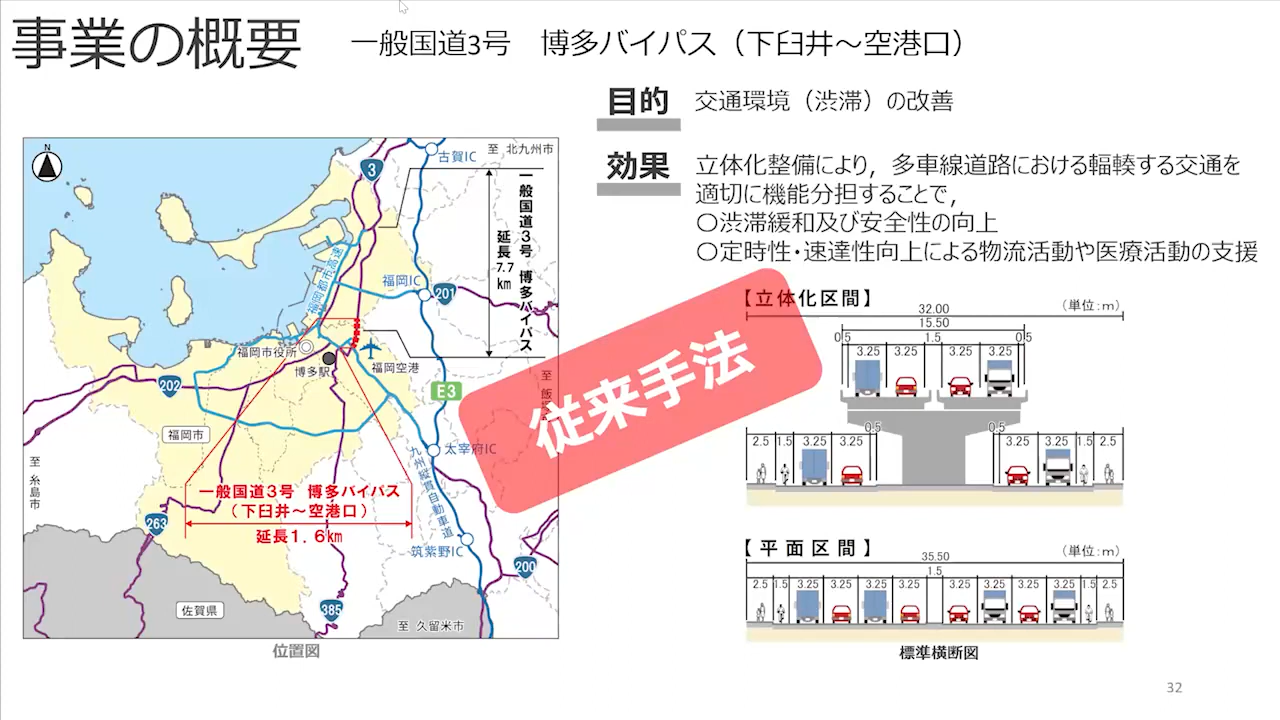 事業の概要
一般国道3号　博多バイパス（下臼井～空港口）
目的
交通環境（渋滞）の改善
効果
立体化整備により，多車線道路における輻輳する交通を
適切に機能分担することで，
〇渋滞緩和及び安全性の向上
〇定時性・速達性向上による物流活動や医療活動の支援
N
3
古賀IC
至 北九州市
一般国道3号　博多バイパス
延長7.7km
福岡都市高速
福岡IC
201
福岡市役所
博多駅
福岡空港
202
E3
至 飯塚
福岡市
太宰府IC
至 糸島市
九州縦貫自動車道
一般国道3号　博多バイパス
（下臼井～空港口）
延長1．6km
263
筑紫野IC
200
佐賀県
385
至 久留米市
位置図
従来手法
【立体化区間】
（単位：m）
32.00
15.50
0.5 1.5 0.5
3.25 3.25 3.25 3.25
0.5 0.5
2.5 1.5 3.25 3.25 3.25 3.25 1.5 2.5
【平面区間】
（単位：m）
35.50
1.5
2.5 1.5 3.25 3.25 3.25 3.25 3.25 3.25 3.25 3.25 1.5 2.5
標準横断図
32